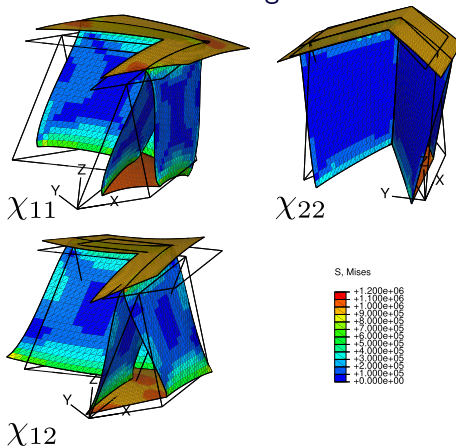 Z
Y
X
χ11
Y
X
χ22
Z
Y
X
χ12
S, Mises
+1.200e+06
+1.100e+06
+1.000e+06
+9.000e+05
+8.000e+05
+7.000e+05
+6.000e+05
+5.000e+05
+4.000e+05
+3.000e+05
+2.000e+05
+1.000e+05
+0.000e+00